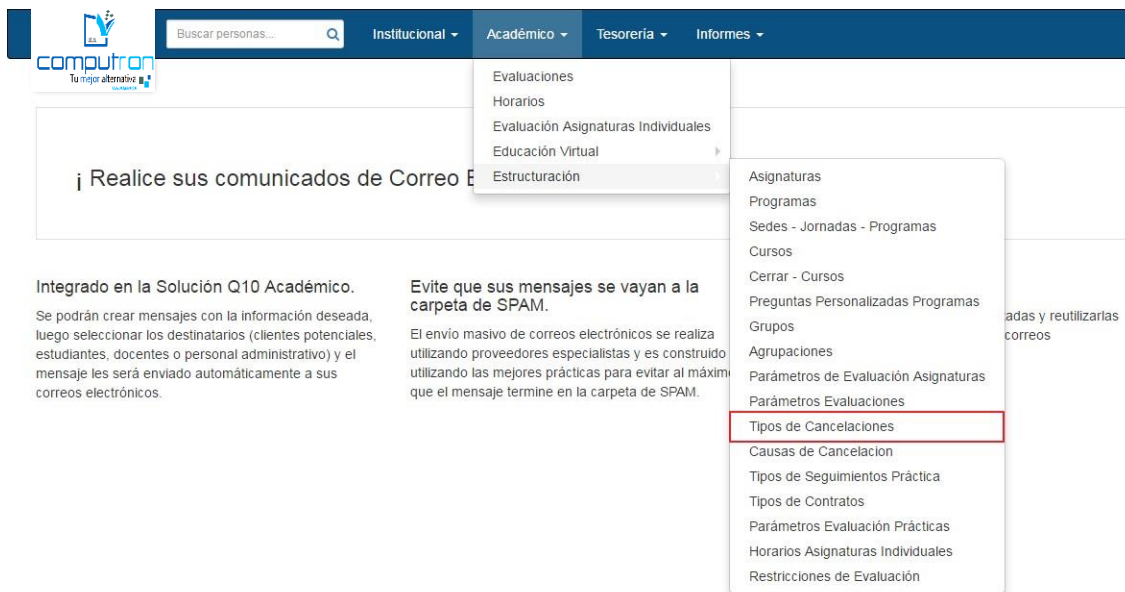 Buscar personas...
Institucional
Académico
Tesorería
Informes
computron
Tu mejor alternativa
Evaluaciones
Horarios
Evaluación Asignaturas Individuales
Educación Virtual
Estructuración
¡ Realice sus comunicados de Correo E
Asignaturas
Programas
Sedes - Jornadas - Programas
Cursos
Cerrar - Cursos
Preguntas Personalizadas Programas
Grupos
Agrupaciones
Parámetros de Evaluación Asignaturas
Parámetros Evaluaciones
Tipos de Cancelaciones
Causas de Cancelacion
Tipos de Seguimientos Práctica
Tipos de Contratos
Parámetros Evaluación Prácticas
Horarios Asignaturas Individuales
Restricciones de Evaluación
Integrado en la Solución Q10 Académico.
Se podrán crear mensajes con la información deseada,
luego seleccionar los destinatarios (clientes potenciales,
estudiantes, docentes o personal administrativo) y el
mensaje les será enviado automáticamente a sus
correos electrónicos.
Evite que sus mensajes se vayan a la
carpeta de SPAM.
El envío masivo de correos electrónicos se realiza
utilizando proveedores especialistas y es construido
utilizando las mejores prácticas para evitar al máxim
que el mensaje termine en la carpeta de SPAM.
adas y reutilizarlas
correos